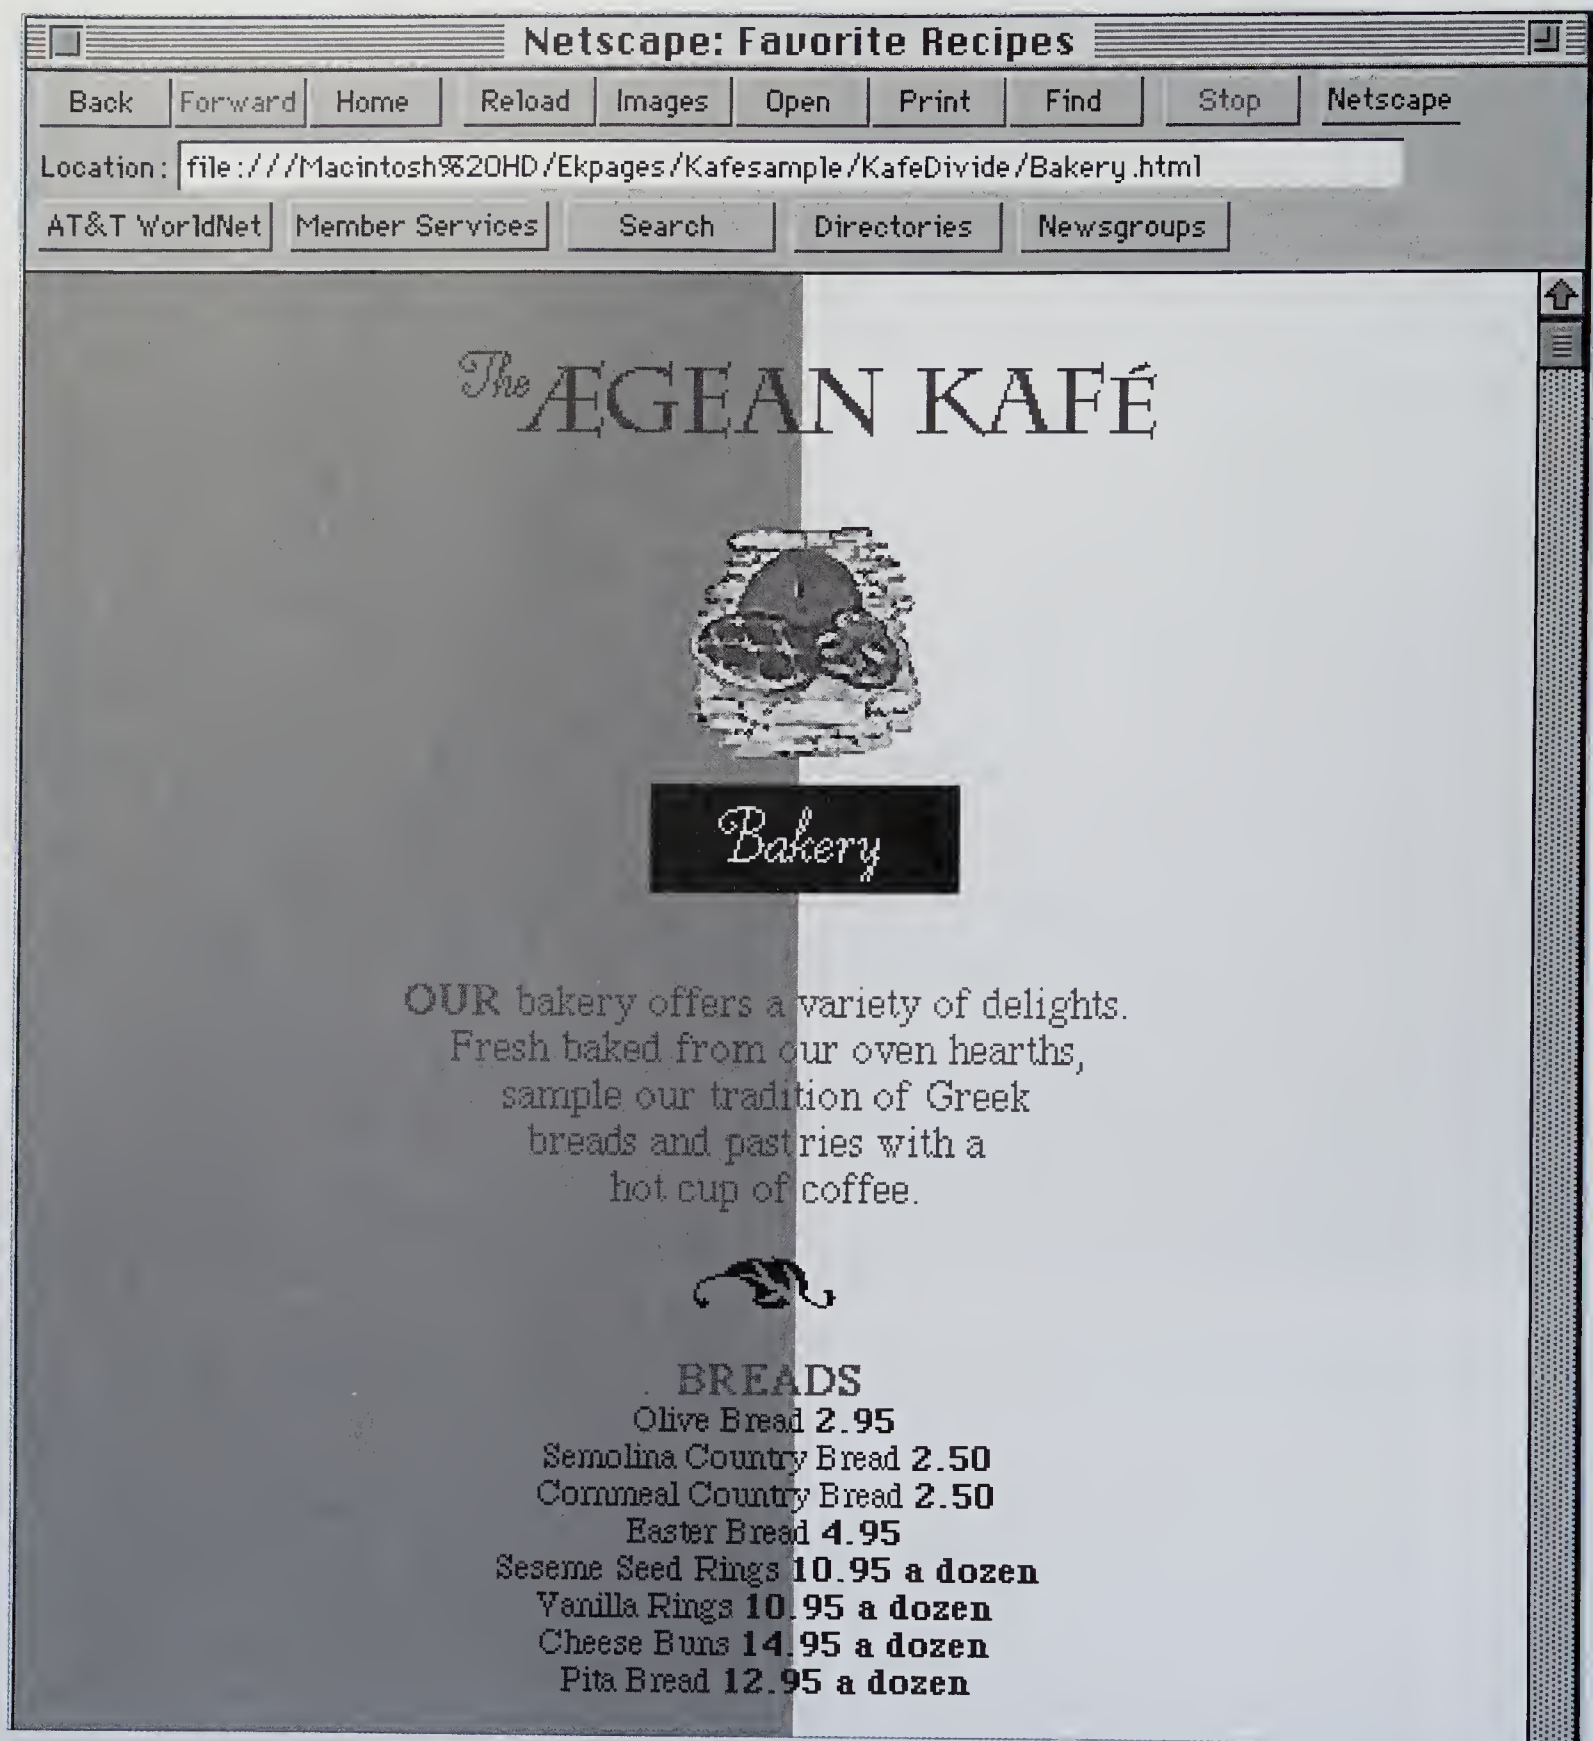 Netscape: Favorite Recipes
Back Forward Home Reload Images Open Print Find Stop Netscape
Location: file:///Macintosh%20HD/Ekpages/Kafesample/KafeDivide/Bakery.html
AT&T WorldNet Member Services Search Directories Newsgroups
The ÆGEAN KAFÉ
Bakery
OUR bakery offers a variety of delights.
Fresh baked from our oven hearths,
sample our tradition of Greek
breads and pastries with a
hot cup of coffee.
BREADS
Olive Bread 2.95
Semolina Country Bread 2.50
Cornmeal Country Bread 2.50
Easter Bread 4.95
Seseme Seed Rings 10.95 a dozen
Vanilla Rings 10.95 a dozen
Cheese Buns 14.95 a dozen
Pita Bread 12.95 a dozen